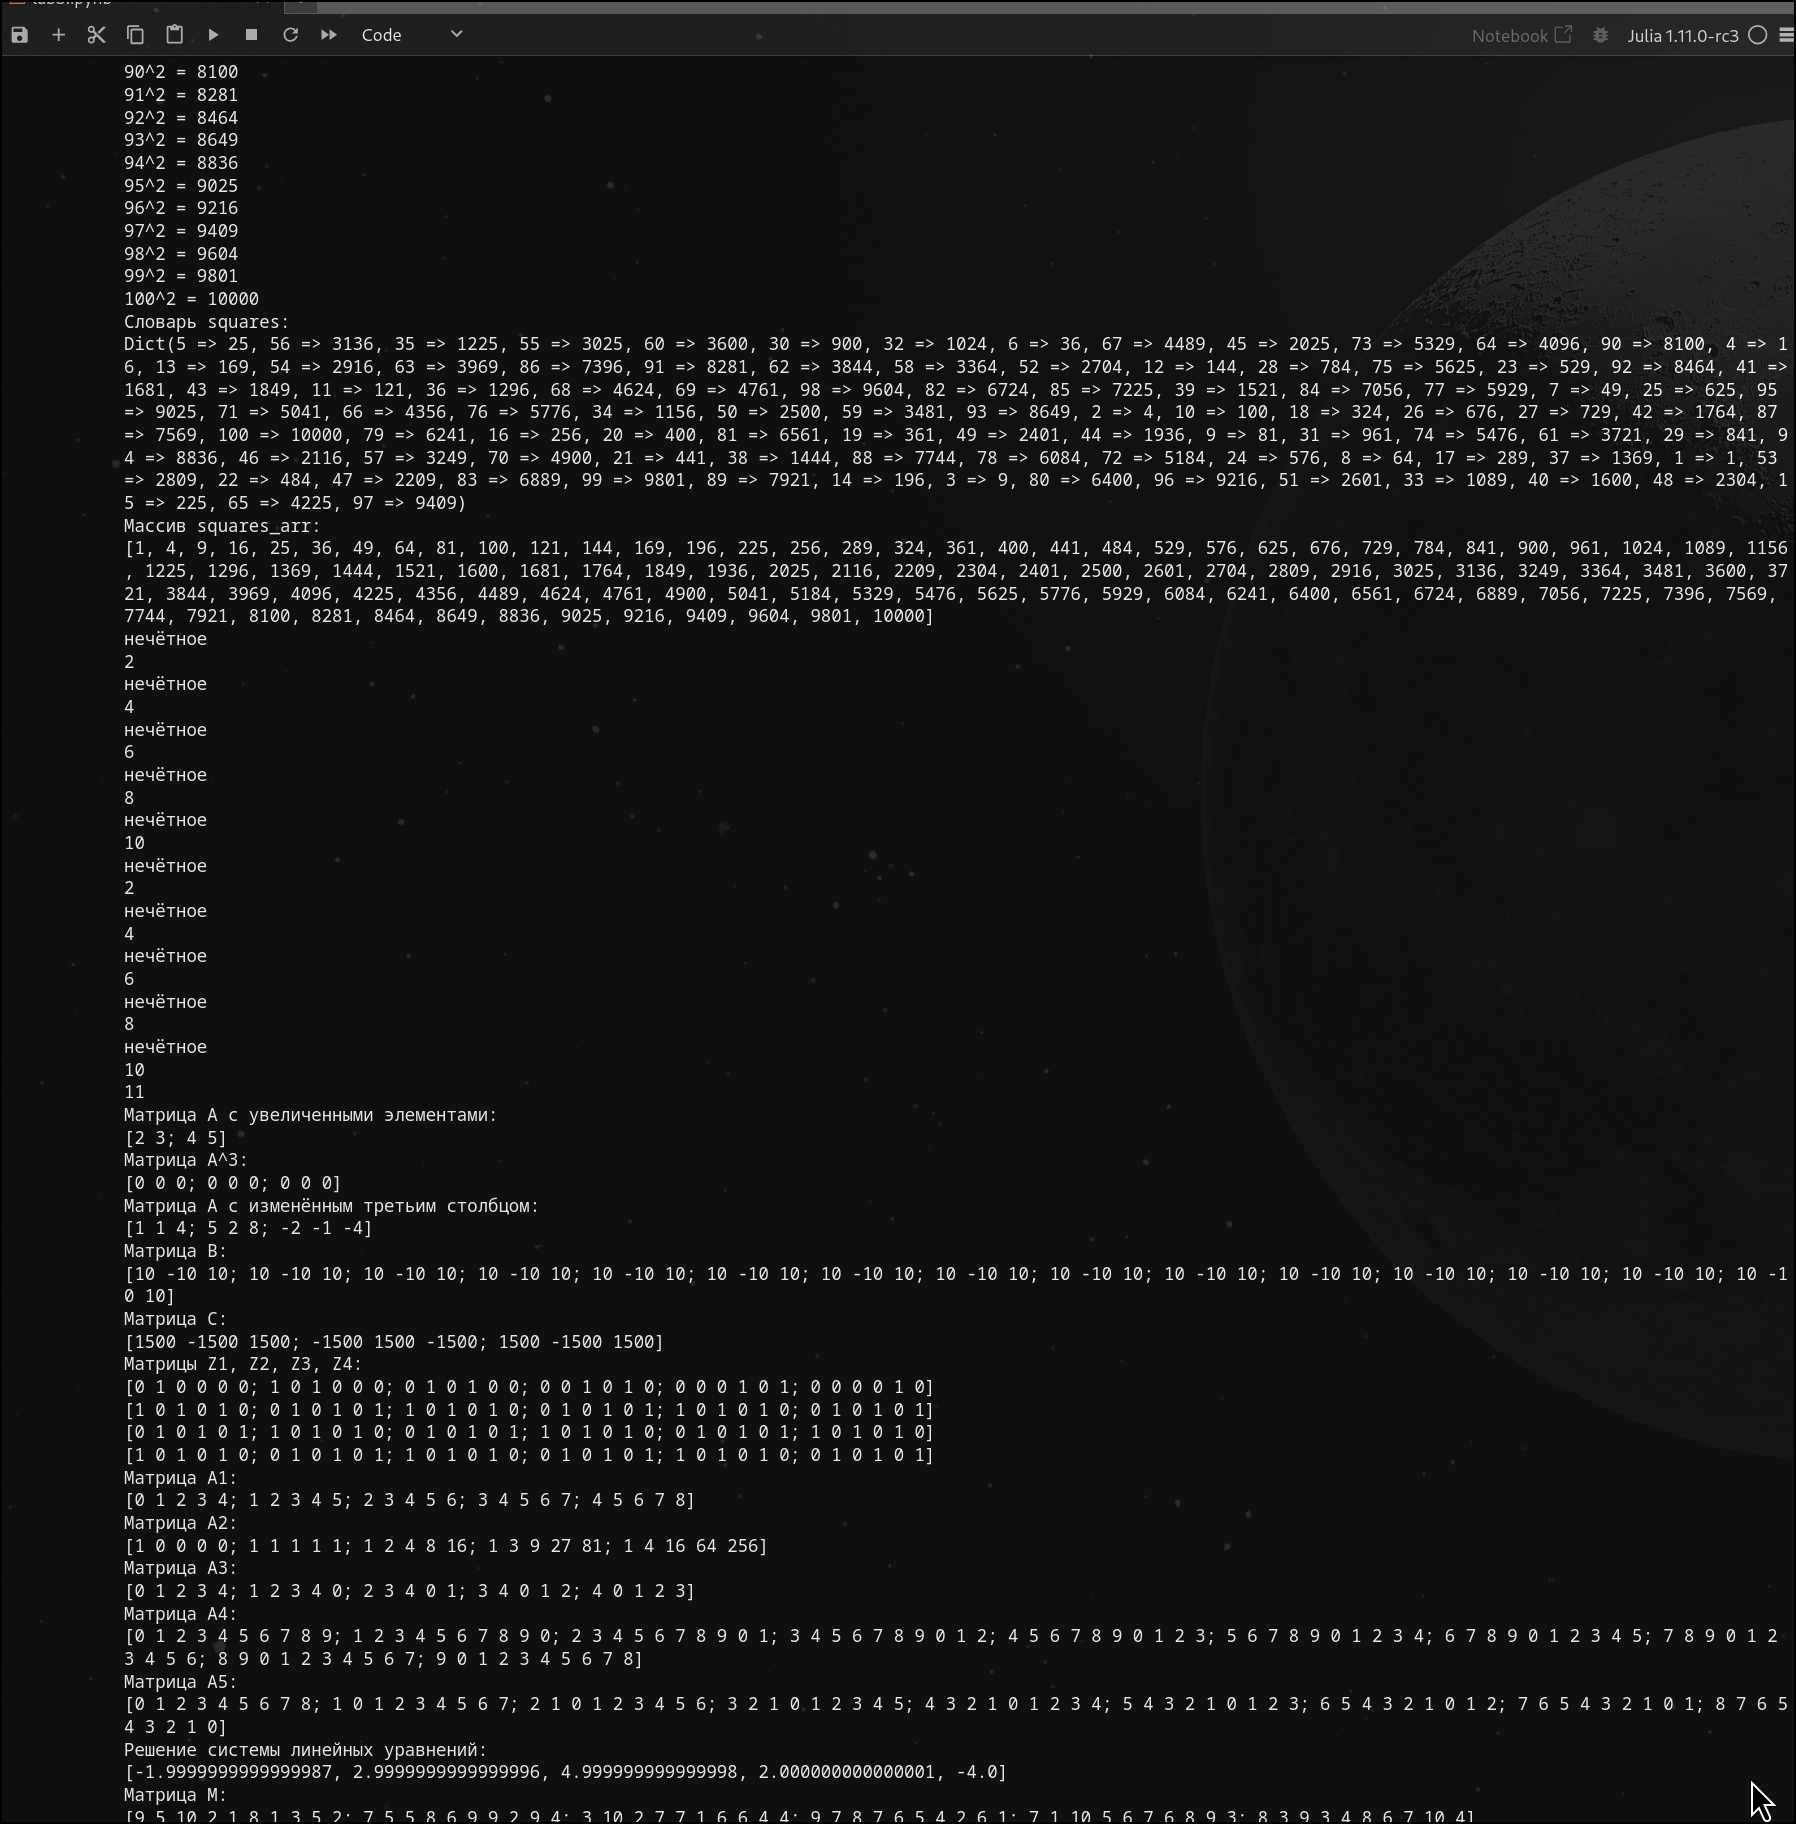 Code
Notebook
Julia 1.11.0-rc3
90^2 = 8100
91^2 = 8281
92^2 = 8464
93^2 = 8649
94^2 = 8836
95^2 = 9025
96^2 = 9216
97^2 = 9409
98^2 = 9604
99^2 = 9801
100^2 = 10000
Словарь squares:
Dict(5 => 25, 56 => 3136, 35 => 1225, 55 => 3025, 60 => 3600, 30 => 900, 32 => 1024, 6 => 36, 67 => 4489, 45 => 2025, 73 => 5329, 64 => 4096, 90 => 8100, 4 => 1
6, 13 => 169, 54 => 2916, 63 => 3969, 86 => 7396, 91 => 8281, 62 => 3844, 58 => 3364, 52 => 2704, 12 => 144, 28 => 784, 75 => 5625, 23 => 529, 92 => 8464, 41 =>
1681, 43 => 1849, 11 => 121, 36 => 1296, 68 => 4624, 69 => 4761, 98 => 9604, 82 => 6724, 85 => 7225, 39 => 1521, 84 => 7056, 77 => 5929, 7 => 49, 25 => 625, 95
=> 9025, 71 => 5041, 66 => 4356, 76 => 5776, 34 => 1156, 50 => 2500, 59 => 3481, 93 => 8649, 2 => 4, 10 => 100, 18 => 324, 26 => 676, 27 => 729, 42 => 1764, 87
=> 7569, 100 => 10000, 79 => 6241, 16 => 256, 20 => 400, 81 => 6561, 19 => 361, 49 => 2401, 44 => 1936, 9 => 81, 31 => 961, 74 => 5476, 61 => 3721, 29 => 841, 9
4 => 8836, 46 => 2116, 57 => 3249, 70 => 4900, 21 => 441, 38 => 1444, 88 => 7744, 78 => 6084, 72 => 5184, 24 => 576, 8 => 64, 17 => 289, 37 => 1369, 1 => 1, 53
=> 2809, 22 => 484, 47 => 2209, 83 => 6889, 99 => 9801, 89 => 7921, 14 => 196, 3 => 9, 80 => 6400, 96 => 9216, 51 => 2601, 33 => 1089, 40 => 1600, 48 => 2304, 1
5 => 225, 65 => 4225, 97 => 9409)
Массив squares_arr:
[1, 4, 9, 16, 25, 36, 49, 64, 81, 100, 121, 144, 169, 196, 225, 256, 289, 324, 361, 400, 441, 484, 529, 576, 625, 676, 729, 784, 841, 900, 961, 1024, 1089, 1156
, 1225, 1296, 1369, 1444, 1521, 1600, 1681, 1764, 1849, 1936, 2025, 2116, 2209, 2304, 2401, 2500, 2601, 2704, 2809, 2916, 3025, 3136, 3249, 3364, 3481, 3600, 37
21, 3844, 3969, 4096, 4225, 4356, 4489, 4624, 4761, 4900, 5041, 5184, 5329, 5476, 5625, 5776, 5929, 6084, 6241, 6400, 6561, 6724, 6889, 7056, 7225, 7396, 7569,
7744, 7921, 8100, 8281, 8464, 8649, 8836, 9025, 9216, 9409, 9604, 9801, 10000]
нечётное
2
нечётное
4
нечётное
6
нечётное
8
нечётное
10
нечётное
2
нечётное
4
нечётное
6
нечётное
8
нечётное
10
11
Матрица A с увеличенными элементами:
[2 3; 4 5]
Матрица A^3:
[0 0 0; 0 0 0; 0 0 0]
Матрица A с изменённым третьим столбцом:
[1 1 4; 5 2 8; -2 -1 -4]
Матрица B:
[10 -10 10; 10 -10 10; 10 -10 10; 10 -10 10; 10 -10 10; 10 -10 10; 10 -10 10; 10 -10 10; 10 -10 10; 10 -10 10; 10 -10 10; 10 -10 10; 10 -10 10; 10 -10 10; 10 -1
0 10]
Матрица C:
[1500 -1500 1500; -1500 1500 -1500; 1500 -1500 1500]
Матрицы Z1, Z2, Z3, Z4:
[0 1 0 0 0 0; 1 0 1 0 0 0; 0 1 0 1 0 0; 0 0 1 0 1 0; 0 0 0 1 0 1; 0 0 0 0 1 0]
[1 0 1 0 1 0; 0 1 0 1 0 1; 1 0 1 0 1 0; 0 1 0 1 0 1; 1 0 1 0 1 0; 0 1 0 1 0 1]
[0 1 0 1 0 1; 1 0 1 0 1 0; 0 1 0 1 0 1; 1 0 1 0 1 0; 0 1 0 1 0 1; 1 0 1 0 1 0]
[1 0 1 0 1 0; 0 1 0 1 0 1; 1 0 1 0 1 0; 0 1 0 1 0 1; 1 0 1 0 1 0; 0 1 0 1 0 1]
Матрица A1:
[0 1 2 3 4; 1 2 3 4 5; 2 3 4 5 6; 3 4 5 6 7; 4 5 6 7 8]
Матрица A2:
[1 0 0 0 0; 1 1 1 1 1; 1 2 4 8 16; 1 3 9 27 81; 1 4 16 64 256]
Матрица A3:
[0 1 2 3 4; 1 2 3 4 0; 2 3 4 0 1; 3 4 0 1 2; 4 0 1 2 3]
Матрица A4:
[0 1 2 3 4 5 6 7 8 9; 1 2 3 4 5 6 7 8 9 0; 2 3 4 5 6 7 8 9 0 1; 3 4 5 6 7 8 9 0 1 2; 4 5 6 7 8 9 0 1 2 3; 5 6 7 8 9 0 1 2 3 4; 6 7 8 9 0 1 2 3 4 5; 7 8 9 0 1 2
3 4 5 6; 8 9 0 1 2 3 4 5 6 7; 9 0 1 2 3 4 5 6 7 8]
Матрица A5:
[0 1 2 3 4 5 6 7 8; 1 0 1 2 3 4 5 6 7; 2 1 0 1 2 3 4 5 6; 3 2 1 0 1 2 3 4 5; 4 3 2 1 0 1 2 3 4; 5 4 3 2 1 0 1 2 3; 6 5 4 3 2 1 0 1 2; 7 6 5 4 3 2 1 0 1; 8 7 6 5
4 3 2 1 0]
Решение системы линейных уравнений:
[-1.9999999999999987, 2.9999999999999996, 4.999999999999998, 2.000000000000001, -4.0]
Матрица M:
[9 5 10 2 1 8 1 3 5 2; 7 5 5 8 6 9 9 2 9 4; 3 10 2 7 7 1 6 6 4 4; 9 7 8 7 6 5 4 2 6 1; 7 1 10 5 6 7 6 8 9 3; 8 3 9 3 4 8 6 7 10 4]